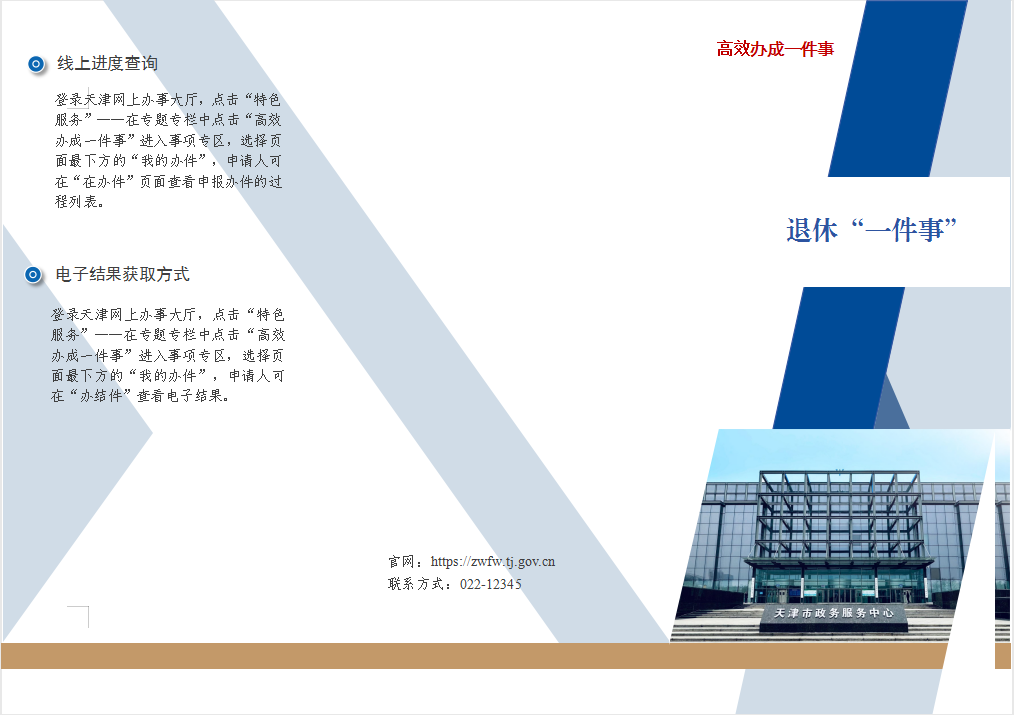 线上进度查询
登录天津网上办事大厅，点击“特色
服务”——在专题专栏中点击“高效
办成一件事”进入事项专区，选择页
面最下方的“我的办件”，申请人可
在“在办件”页面查看申报办件的过
程列表。
电子结果获取方式
登录天津网上办事大厅，点击“特色
服务”——在专题专栏中点击“高效
办成一件事”进入事项专区，选择页
面最下方的“我的办件”，申请人可
在“办结件”查看电子结果。
官网：https://zwfw.tj.gov.cn
联系方式：022-12345
高效办成一件事
退休“一件事”
天津市政务服务中心